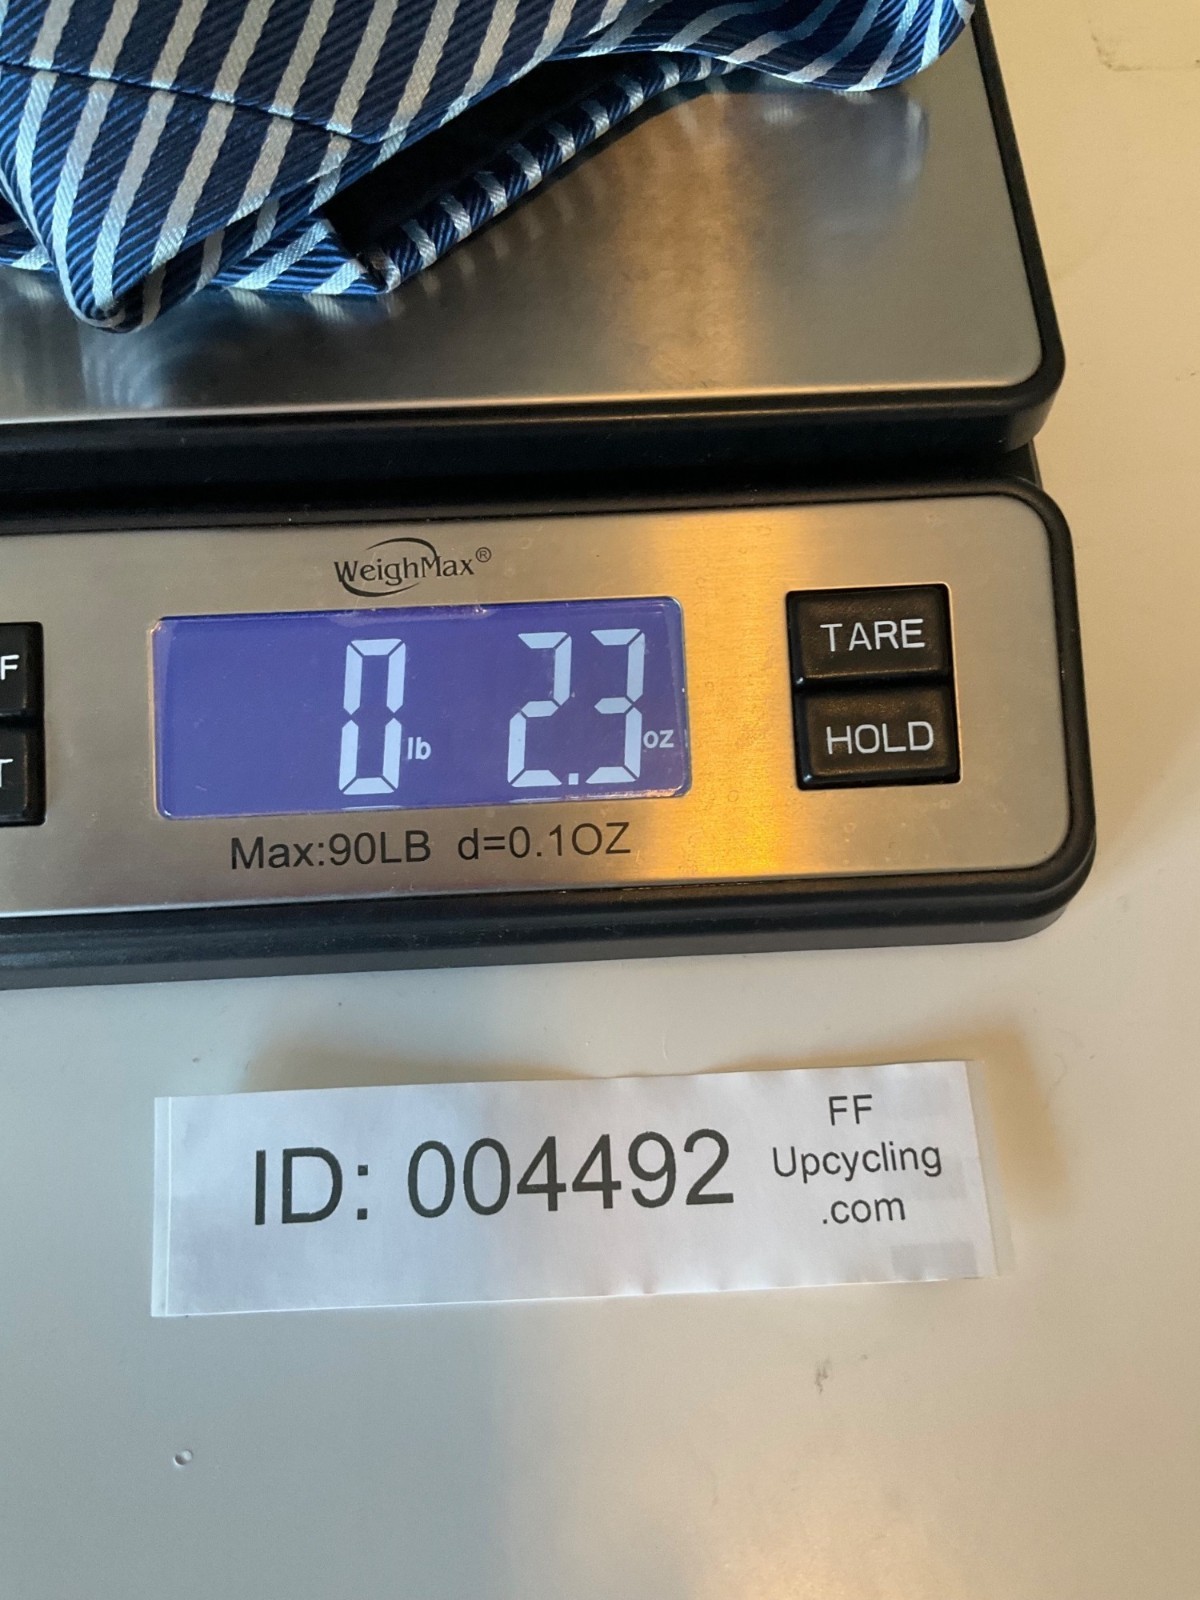 WeighMax®
F
T
0 lb 2.3 oz
TARE
HOLD
Max:90LB d=0.1OZ
ID: 004492
FF
Upcycling
.com